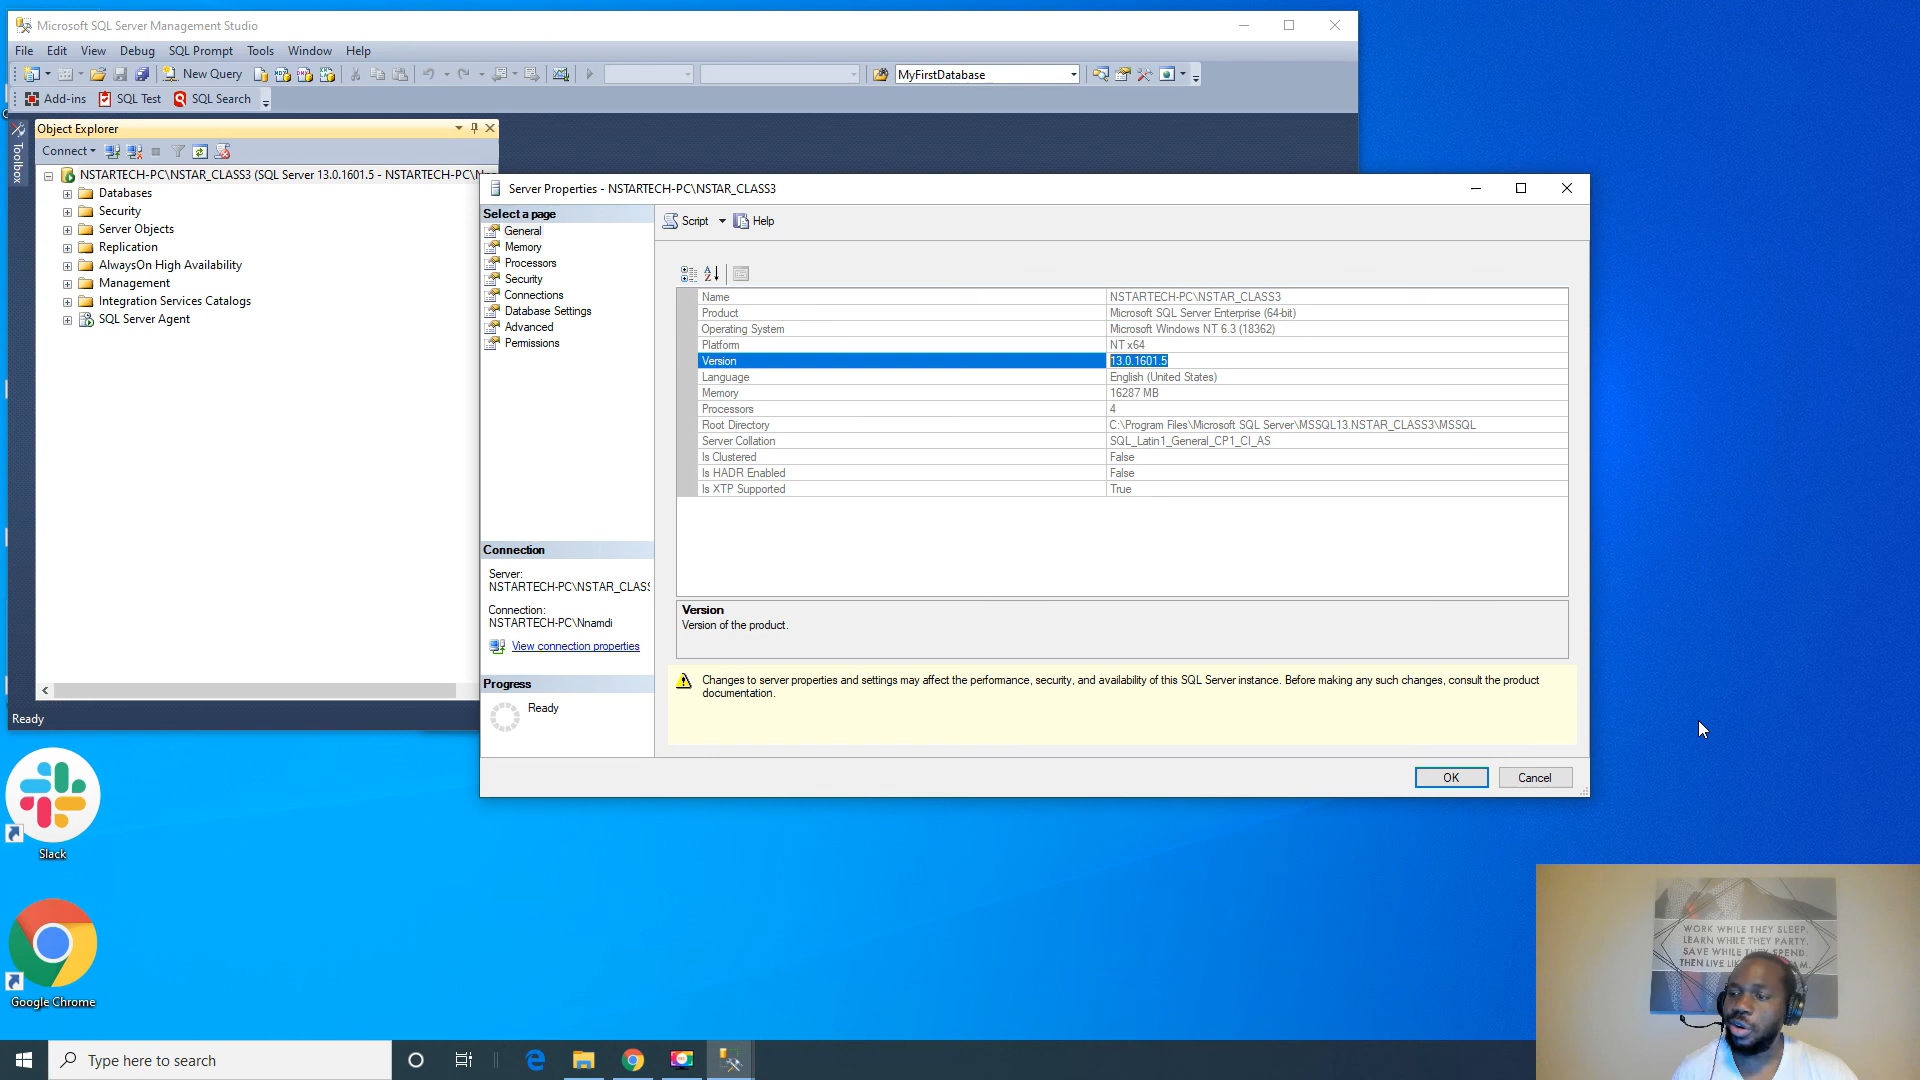 Microsoft SQL Server Management Studio
File Edit View Debug SQL Prompt Tools Window Help
New Query
MyFirstDatabase
Add-ins SQL Test SQL Search
Toolbox
Object Explorer
Connect
NSTARTECH-PC\NSTAR_CLASS3 (SQL Server 13.0.1601.5 - NSTARTECH-PC\N
Databases
Security
Server Objects
Replication
AlwaysOn High Availability
Management
Integration Services Catalogs
SQL Server Agent
Ready
Server Properties - NSTARTECH-PC\NSTAR_CLASS3
Select a page
General
Memory
Processors
Security
Connections
Database Settings
Advanced
Permissions
Connection
Server:
NSTARTECH-PC\NSTAR_CLASS
Connection:
NSTARTECH-PC\Nnamdi
View connection properties
Progress
Ready
Script Help
Name NSTARTECH-PC\NSTAR_CLASS3
Product Microsoft SQL Server Enterprise (64-bit)
Operating System Microsoft Windows NT 6.3 (18362)
Platform NT x64
Version 13.0.1601.5
Language English (United States)
Memory 16287 MB
Processors 4
Root Directory C:\Program Files\Microsoft SQL Server\MSSQL13.NSTAR_CLASS3\MSSQL
Server Collation SQL_Latin1_General_CP1_CI_AS
Is Clustered False
Is HADR Enabled False
Is XTP Supported True
Version
Version of the product.
Changes to server properties and settings may affect the performance, security, and availability of this SQL Server instance. Before making any such changes, consult the product
documentation.
OK Cancel
Slack
Google Chrome
WORK WHILE THEY SLEEP.
LEARN WHILE THEY PARTY.
SAVE WHILE THEY SPEND.
THEN LIVE
Type here to search